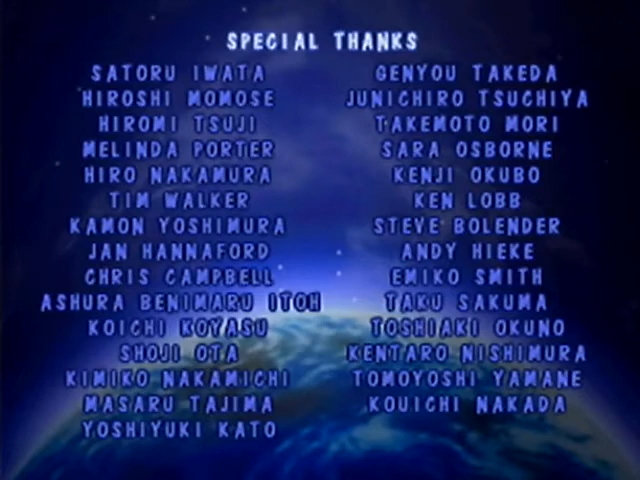 SPECIAL THANKS
SATORU IWATA GENYOU TAKEDA
HIROSHI MOMOSE JUNICHIRO TSUCHIYA
HIROMI TSUJI TAKEMOTO MORI
MELINDA PORTER SARA OSBORNE
HIRO NAKAMURA KENJI OKUBO
TIM WALKER KEN LOBB
KAMON YOSHIMURA STEVE BOLENDER
JAN HANNAFORD ANDY HIEKE
CHRIS CAMPBELL EMIKO SMITH
ASHURA BENIMARU ITOH TAKU SAKUMA
KOICHI KOYASU TOSHIAKI OKUNO
SHOJI OTA KENTARO NISHIMURA
KIMIKO NAKAMICHI TOMOYOSHI YAMANE
MASARU TAJIMA KOUICHI NAKADA
YOSHIYUKI KATO